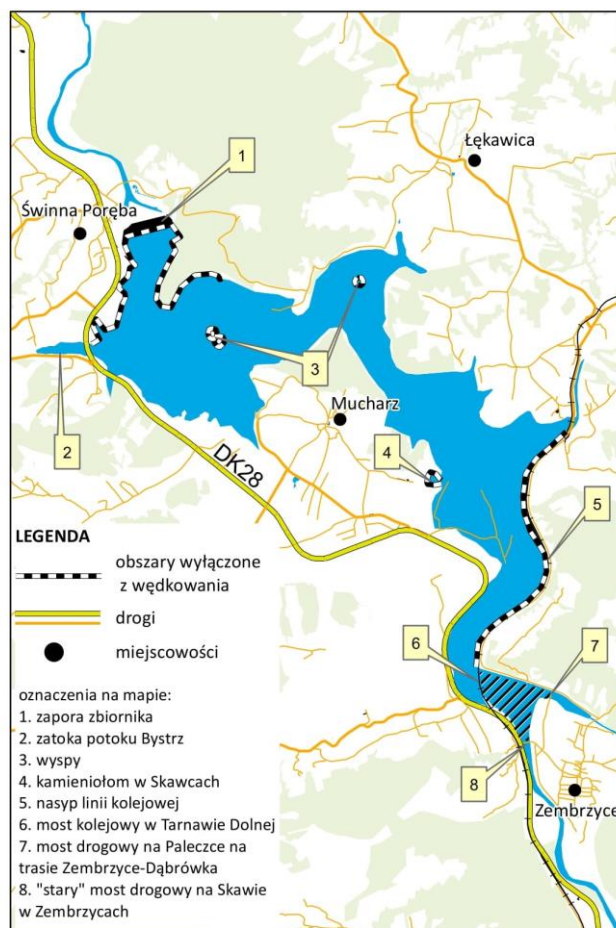 1
Łękawica
Świnna Poręba
3
Mucharz
2
4
DK28
5
LEGENDA
obszary wyłączone
z wędkowania
drogi
miejscowości
6
7
oznaczenia na mapie:
1. zapora zbiornika
2. zatoka potoku Bystrz
3. wyspy
4. kamieniołom w Skawcach
5. nasyp linii kolejowej
6. most kolejowy w Tarnawie Dolnej
7. most drogowy na Paleczce na
trasie Zembrzyce-Dąbrówka
8. "stary" most drogowy na Skawie
w Zembrzycach
8
Zembrzyce